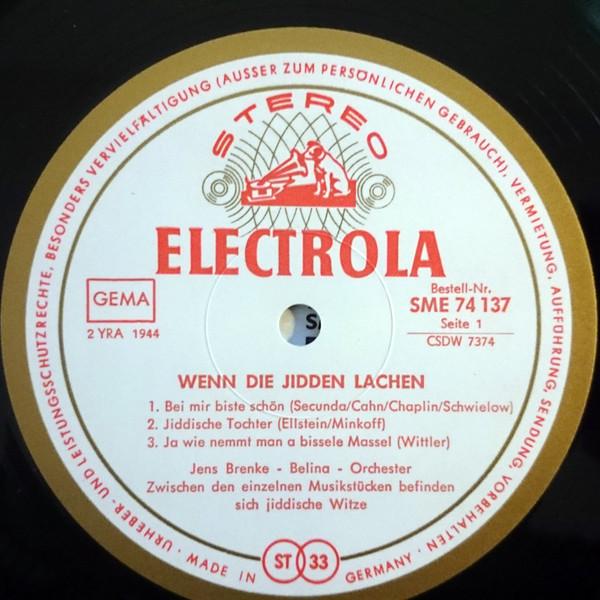 URHEBER- UND LEISTUNGSSCHUTZRECHTE, BESONDERS VERVIELFÄLTIGUNG (AUSSER ZUM PERSÖNLICHEN GEBRAUCH), VERMIETUNG, AUFFÜHRUNG, SENDUNG, VORBEHALTEN ·
STEREO
ELECTROLA
GEMA
2 YRA 1944
Bestell-Nr.
SME 74 137
Seite 1
CSDW 7374
WENN DIE JIDDEN LACHEN
1. Bei mir biste schön (Secunda/Cahn/Chaplin/Schwielow)
2. Jiddische Tochter (Ellstein/Minkoff)
3. Ja wie nemmt man a bissele Massel (Wittler)
Jens Brenke - Belina - Orchester
Zwischen den einzelnen Musikstücken befinden
sich jiddische Witze
· MADE IN ST 33 GERMANY ·